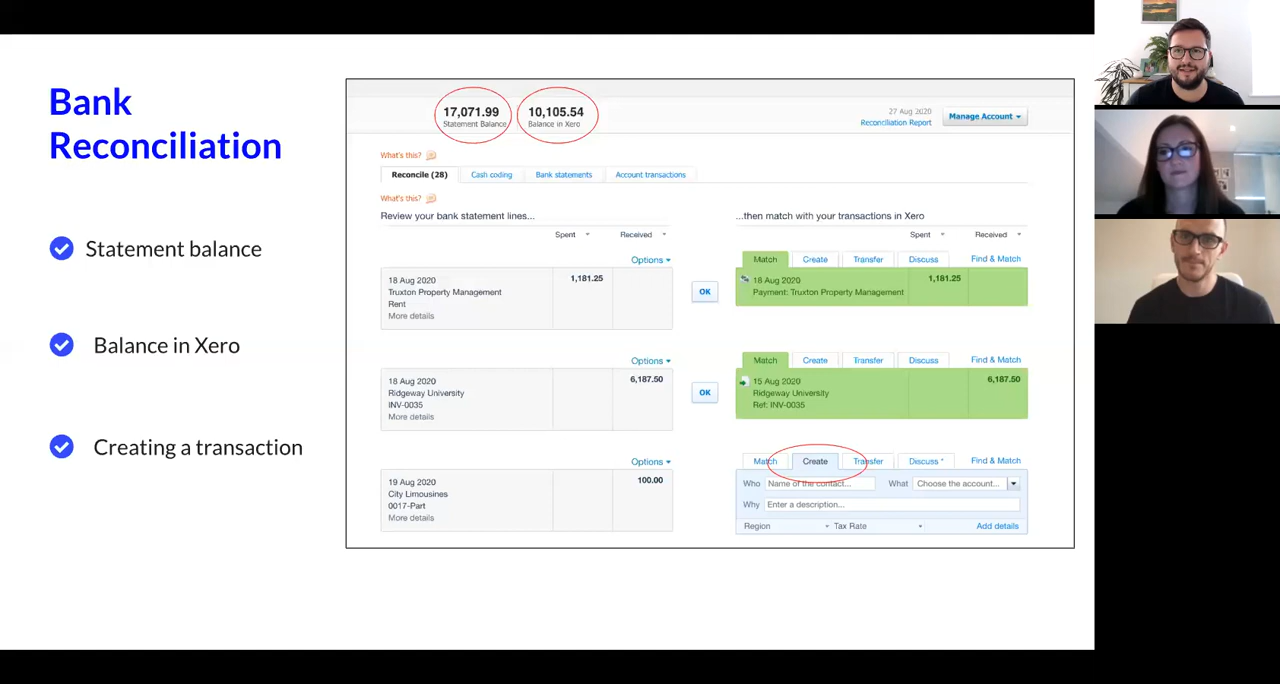 Bank
Reconciliation
Statement balance
Balance in Xero
Creating a transaction
17,071.99 10,105.54
Statement Balance Balance in Xero
27 Aug 2020
Reconciliation Report
Manage Account
What's this?
Reconcile (28) Cash coding Bank statements Account transactions
What's this?
Review your bank statement lines... ...then match with your transactions in Xero
Spent Received Spent Received
Options Match Create Transfer Discuss Find & Match
18 Aug 2020 1,181.25
Truxton Property Management
Rent
More details
OK
18 Aug 2020 1,181.25
Payment: Truxton Property Management
Options Match Create Transfer Discuss Find & Match
18 Aug 2020 6,187.50
Ridgeway University
INV-0035
More details
OK
15 Aug 2020 6,187.50
Ridgeway University
Ref: INV-0035
Options Match Create Transfer Discuss * Find & Match
19 Aug 2020 100.00
City Limousines
0017-Part
More details
Who Name of the contact... What Choose the account...
Why Enter a description...
Region Tax Rate Add details